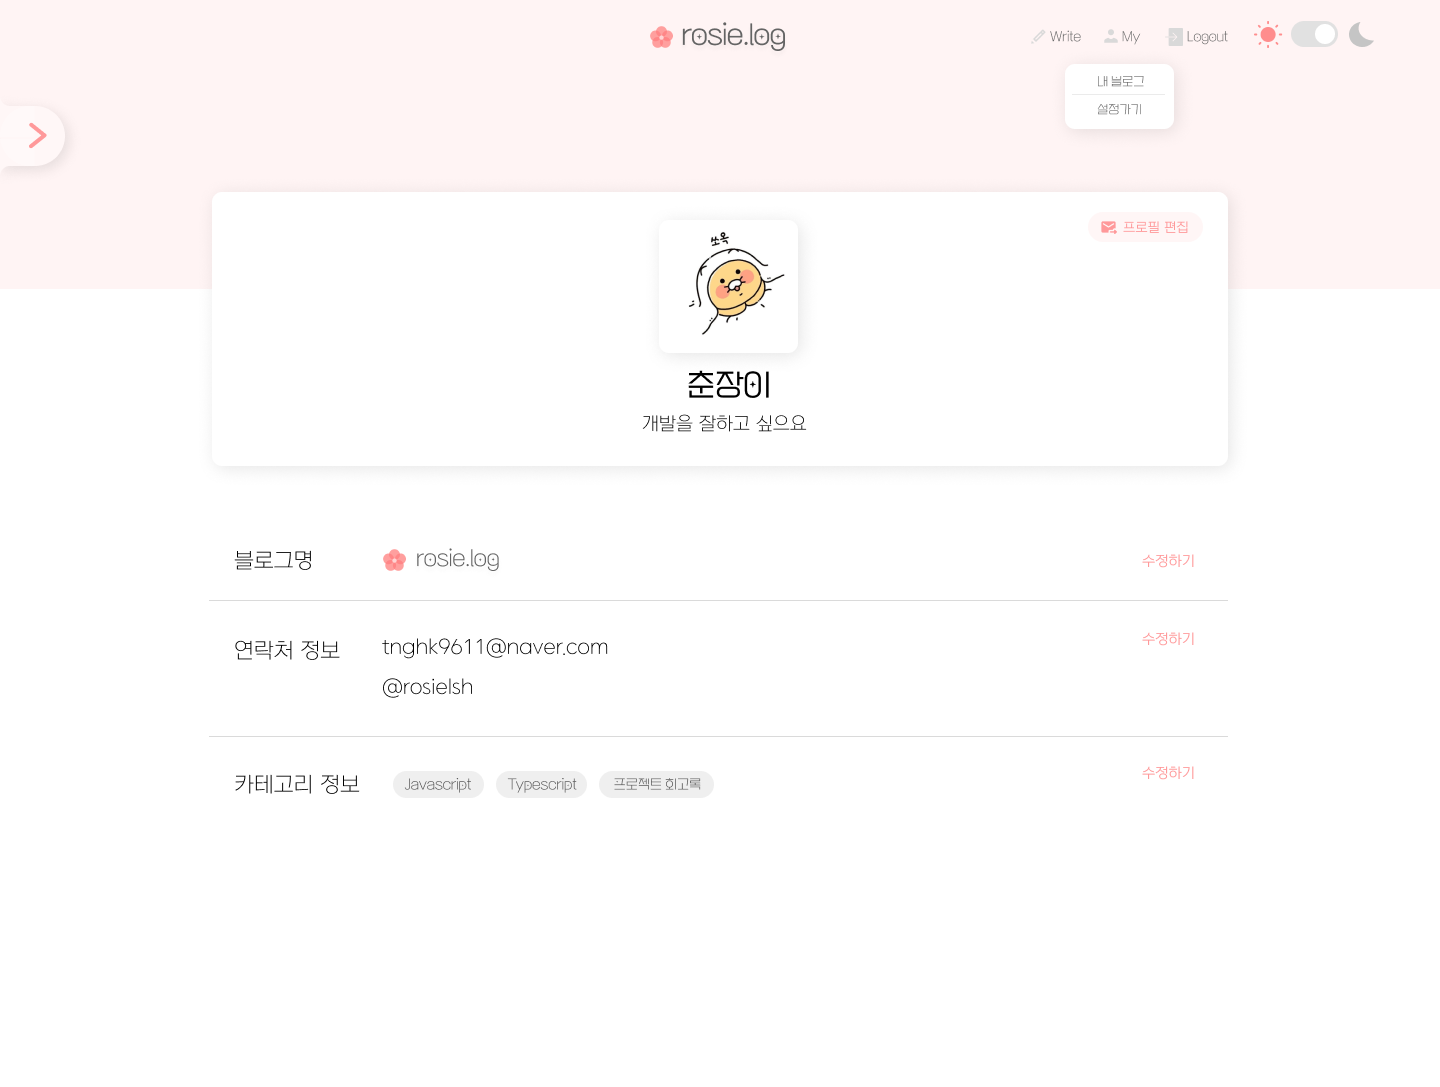 rosie.log
Write My Logout
내 블로그
설정가기
프로필 편집
쏘옥
춘장이
개발을 잘하고 싶으요
블로그명 rosie.log 수정하기
연락처 정보 tnghk9611@naver.com 수정하기
@rosielsh
카테고리 정보 Javascript Typescript 프로젝트 회고록 수정하기